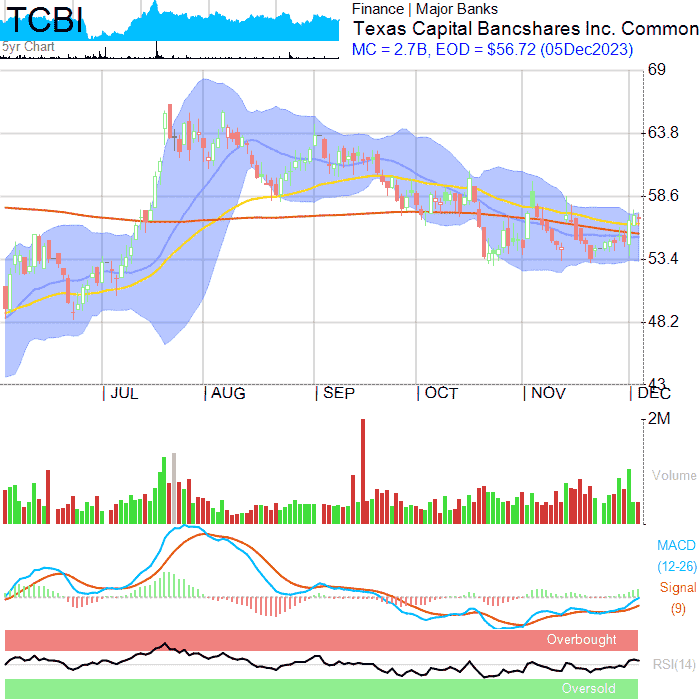 TCBI
5yr Chart
Finance | Major Banks
Texas Capital Bancshares Inc. Common
MC = 2.7B, EOD = $56.72 (05Dec2023)
69
63.8
58.6
53.4
48.2
43
JUL AUG SEP OCT NOV DEC
2M
Volume
MACD
(12-26)
Signal
(9)
Overbought
RSI(14)
Oversold